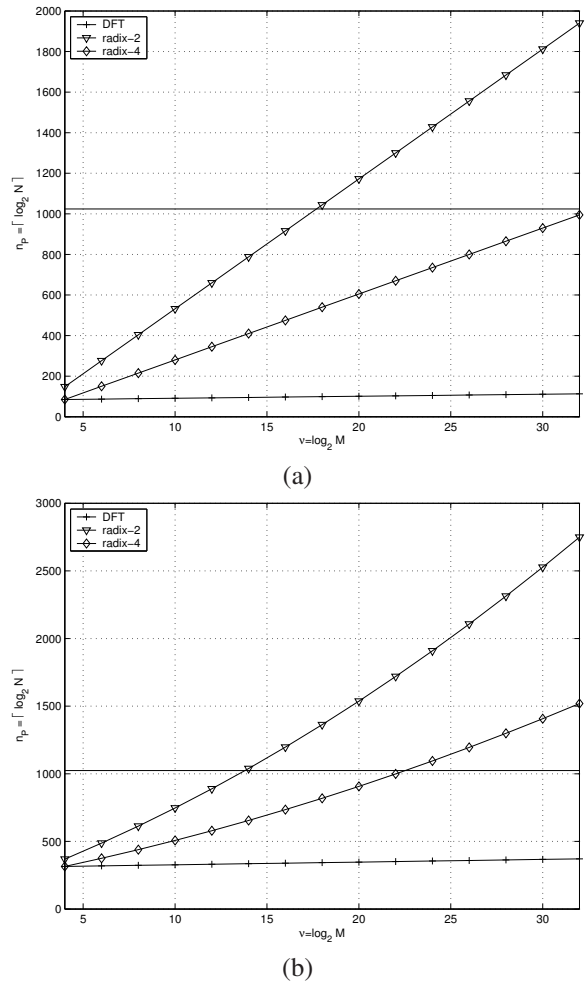 2000
1800
1600
1400
1200
1000
800
600
400
200
0
DFT
radix−2
radix−4
n_P = ⌈ log_2 N ⌉
5 10 15 20 25 30
ν=log_2 M
(a)
3000
2500
2000
1500
1000
500
0
DFT
radix−2
radix−4
n_P = ⌈ log_2 N ⌉
5 10 15 20 25 30
ν=log_2 M
(b)